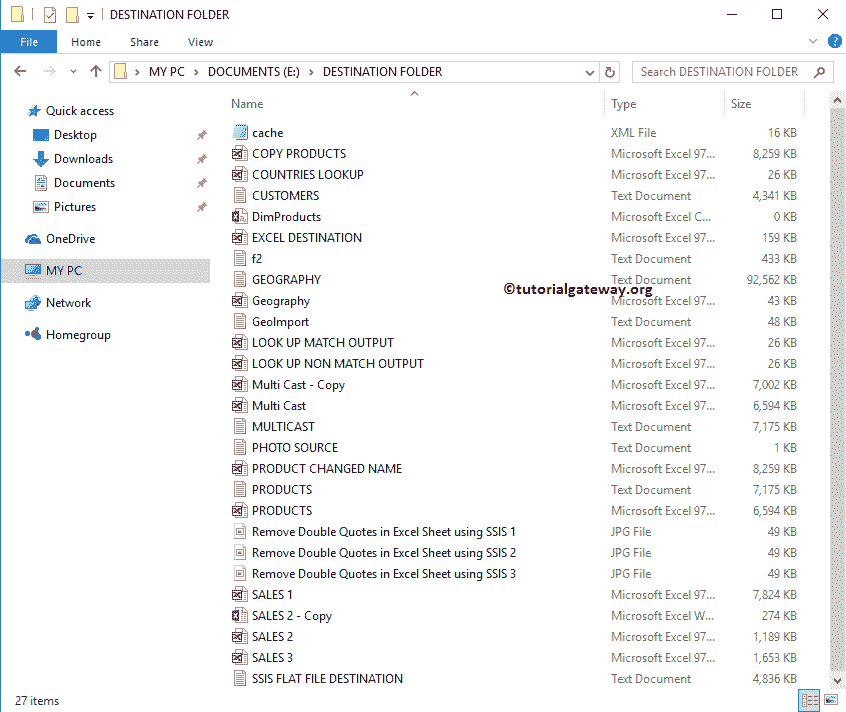 DESTINATION FOLDER
File Home Share View
MY PC DOCUMENTS (E:) DESTINATION FOLDER Search DESTINATION FOLDER
Quick access
Desktop
Downloads
Documents
Pictures
OneDrive
MY PC
Network
Homegroup
Name Type Size
cache XML File 16 KB
COPY PRODUCTS Microsoft Excel 97... 8,259 KB
COUNTRIES LOOKUP Microsoft Excel 97... 26 KB
CUSTOMERS Text Document 4,341 KB
DimProducts Microsoft Excel C... 0 KB
EXCEL DESTINATION Microsoft Excel 97... 159 KB
f2 Text Document 433 KB
GEOGRAPHY Text Document 92,562 KB
©tutorialgateway.org
Geography Microsoft Excel 97... 43 KB
GeoImport Text Document 48 KB
LOOK UP MATCH OUTPUT Microsoft Excel 97... 26 KB
LOOK UP NON MATCH OUTPUT Microsoft Excel 97... 26 KB
Multi Cast - Copy Microsoft Excel 97... 7,002 KB
Multi Cast Microsoft Excel 97... 6,594 KB
MULTICAST Text Document 7,175 KB
PHOTO SOURCE Text Document 1 KB
PRODUCT CHANGED NAME Microsoft Excel 97... 8,259 KB
PRODUCTS Text Document 7,175 KB
PRODUCTS Microsoft Excel 97... 6,594 KB
Remove Double Quotes in Excel Sheet using SSIS 1 JPG File 49 KB
Remove Double Quotes in Excel Sheet using SSIS 2 JPG File 49 KB
Remove Double Quotes in Excel Sheet using SSIS 3 JPG File 49 KB
SALES 1 Microsoft Excel 97... 7,824 KB
SALES 2 - Copy Microsoft Excel W... 274 KB
SALES 2 Microsoft Excel 97... 1,189 KB
SALES 3 Microsoft Excel 97... 1,653 KB
SSIS FLAT FILE DESTINATION Text Document 4,836 KB
27 items